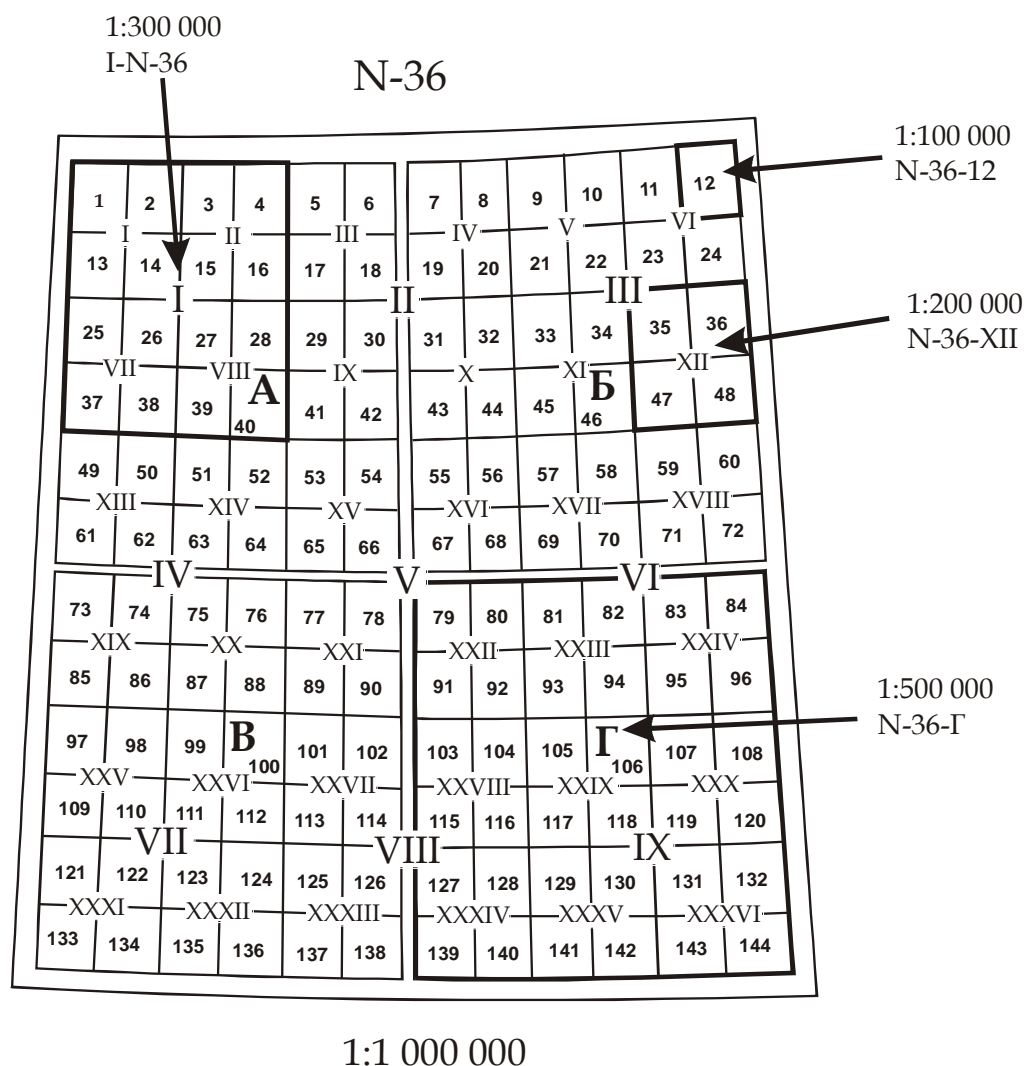 1:300 000
I-N-36
N-36
1:100 000
N-36-12
1 2 3 4 5 6 7 8 9 10 11 12
I II III IV V VI
13 14 15 16 17 18 19 20 21 22 23 24
I II III
1:200 000
N-36-XII
25 26 27 28 29 30 31 32 33 34 35 36
VII VIII IX X XI XII
А Б
37 38 39 40 41 42 43 44 45 46 47 48
49 50 51 52 53 54 55 56 57 58 59 60
XIII XIV XV XVI XVII XVIII
61 62 63 64 65 66 67 68 69 70 71 72
IV V VI
73 74 75 76 77 78 79 80 81 82 83 84
XIX XX XXI XXII XXIII XXIV
85 86 87 88 89 90 91 92 93 94 95 96
1:500 000
N-36-Г
В Г
97 98 99 100 101 102 103 104 105 106 107 108
XXV XXVI XXVII XXVIII XXIX XXX
109 110 111 112 113 114 115 116 117 118 119 120
VII VIII IX
121 122 123 124 125 126 127 128 129 130 131 132
XXXI XXXII XXXIII XXXIV XXXV XXXVI
133 134 135 136 137 138 139 140 141 142 143 144
1:1 000 000